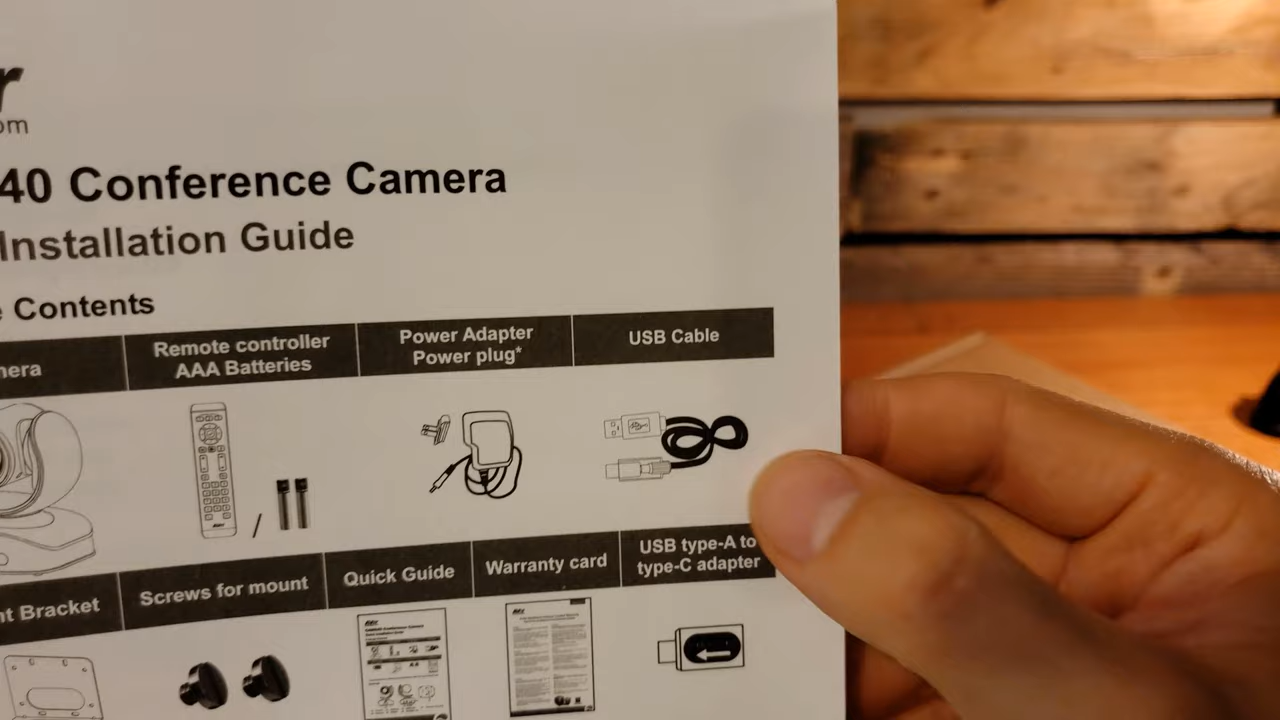 r
om
40 Conference Camera
Installation Guide
Contents
Remote controller
AAA Batteries
Power Adapter
Power plug*
USB Cable
Bracket
Screws for mount
Quick Guide
Warranty card
USB type-A to
type-C adapter